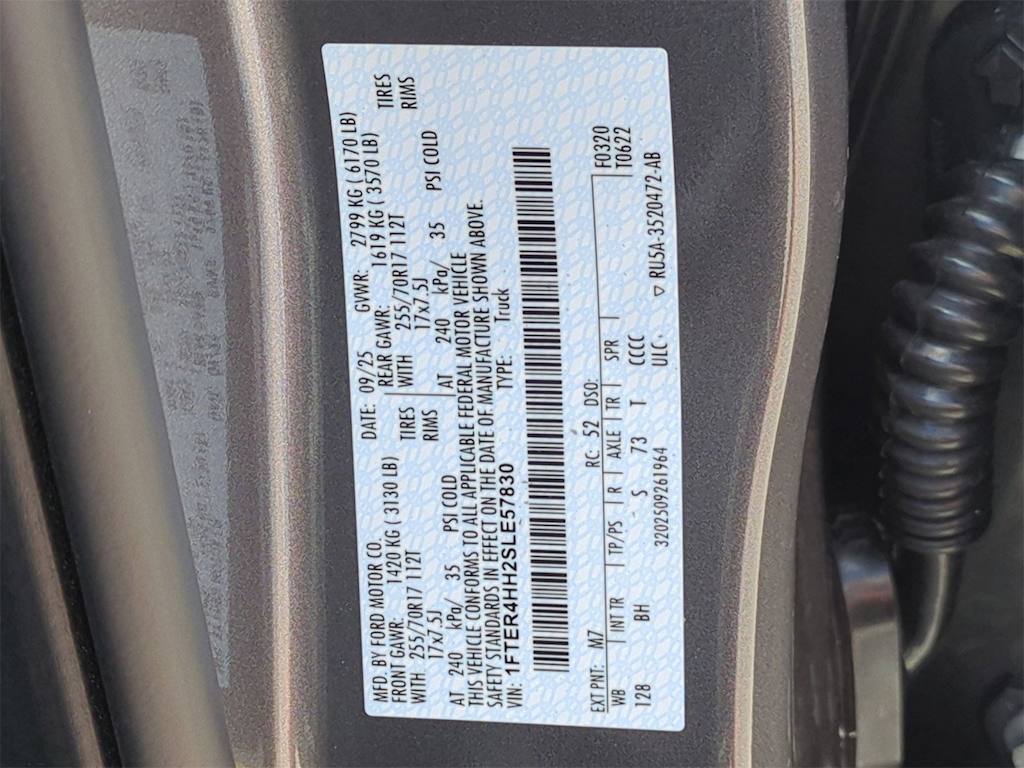 MFD. BY FORD MOTOR CO. DATE: 09/25 GVWR: 2799 KG ( 6170 LB)
FRONT GAWR: 1420 KG ( 3130 LB) REAR GAWR: 1619 KG ( 3570 LB)
WITH 255/70R17 112T TIRES WITH 255/70R17 112T TIRES
17x7.5J RIMS 17x7.5J RIMS
AT 240 kPa/ 35 PSI COLD AT 240 kPa/ 35 PSI COLD
THIS VEHICLE CONFORMS TO ALL APPLICABLE FEDERAL MOTOR VEHICLE
SAFETY STANDARDS IN EFFECT ON THE DATE OF MANUFACTURE SHOWN ABOVE.
VIN: 1FTER4HH2SLE57830 TYPE: Truck
EXT PNT: M7 RC: 52 DSO: F0320
WB INT TR TP/PS R AXLE TR SPR T0622
128 BH - S 73 T CCCC
3202509261964 UILC. ▽ RU5A-3520472-AB